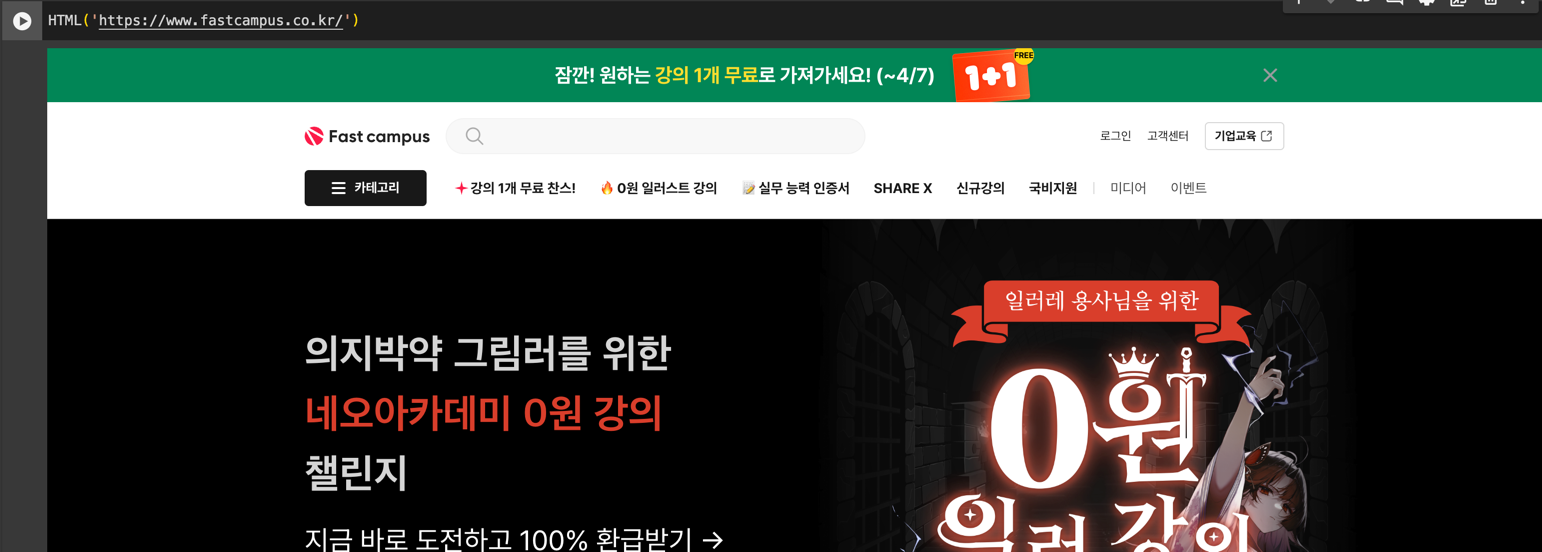 HTML('https://www.fastcampus.co.kr/')
잠깐! 원하는 강의 1개 무료로 가져가세요! (~4/7)
1+1
FREE
Fast campus
로그인 고객센터 기업교육
카테고리 강의 1개 무료 찬스! 0원 일러스트 강의 실무 능력 인증서 SHARE X 신규강의 국비지원 미디어 이벤트
의지박약 그림러를 위한
네오아카데미 0원 강의
챌린지
지금 바로 도전하고 100% 환급받기 →
일러레 용사님을 위한
0원
일러 강의